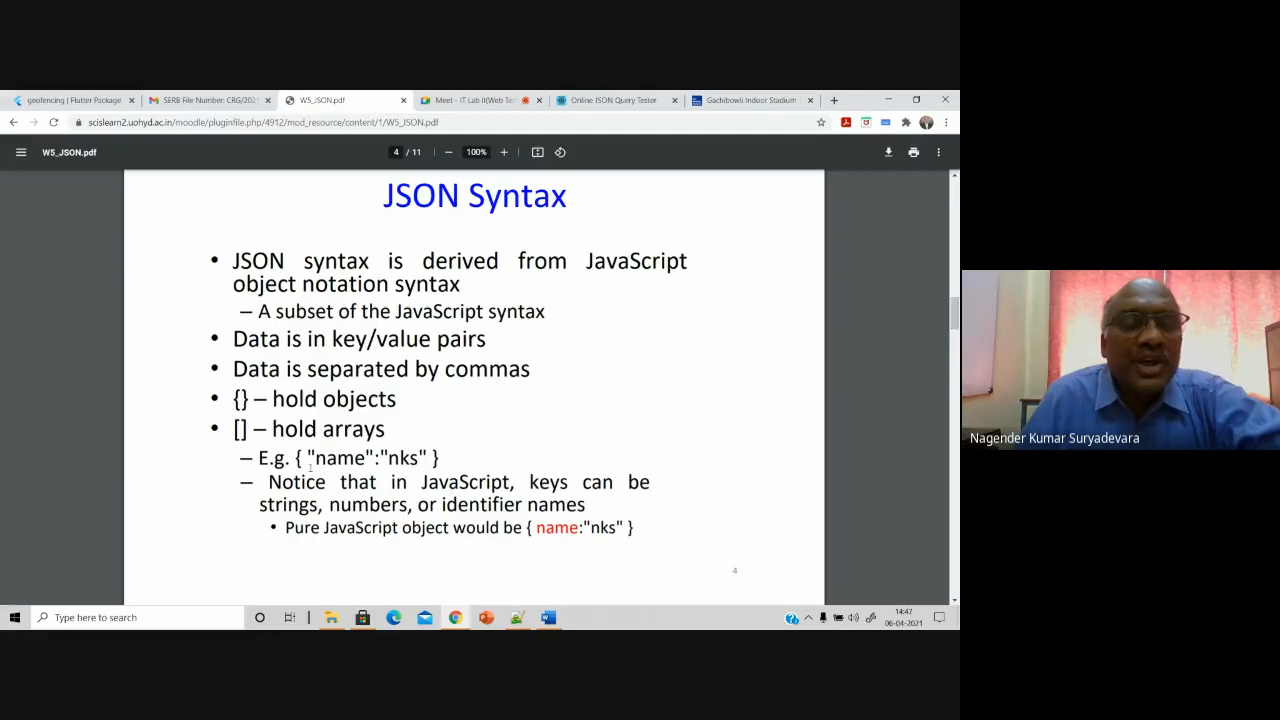 geofencing | Flutter Package
SERB File Number: CRG/2021
W5_JSON.pdf
Meet - IT Lab II(Web Te
Online JSON Query Tester
Gachibowli Indoor Stadium
scislearn2.uohyd.ac.in/moodle/pluginfile.php/4912/mod_resource/content/1/W5_JSON.pdf
W5_JSON.pdf
4 / 11
100%
JSON Syntax
• JSON syntax is derived from JavaScript
object notation syntax
– A subset of the JavaScript syntax
• Data is in key/value pairs
• Data is separated by commas
• {} – hold objects
• [] – hold arrays
– E.g. { "name":"nks" }
– Notice that in JavaScript, keys can be
strings, numbers, or identifier names
• Pure JavaScript object would be { name:"nks" }
4
Nagender Kumar Suryadevara
Type here to search
14:47
06-04-2021